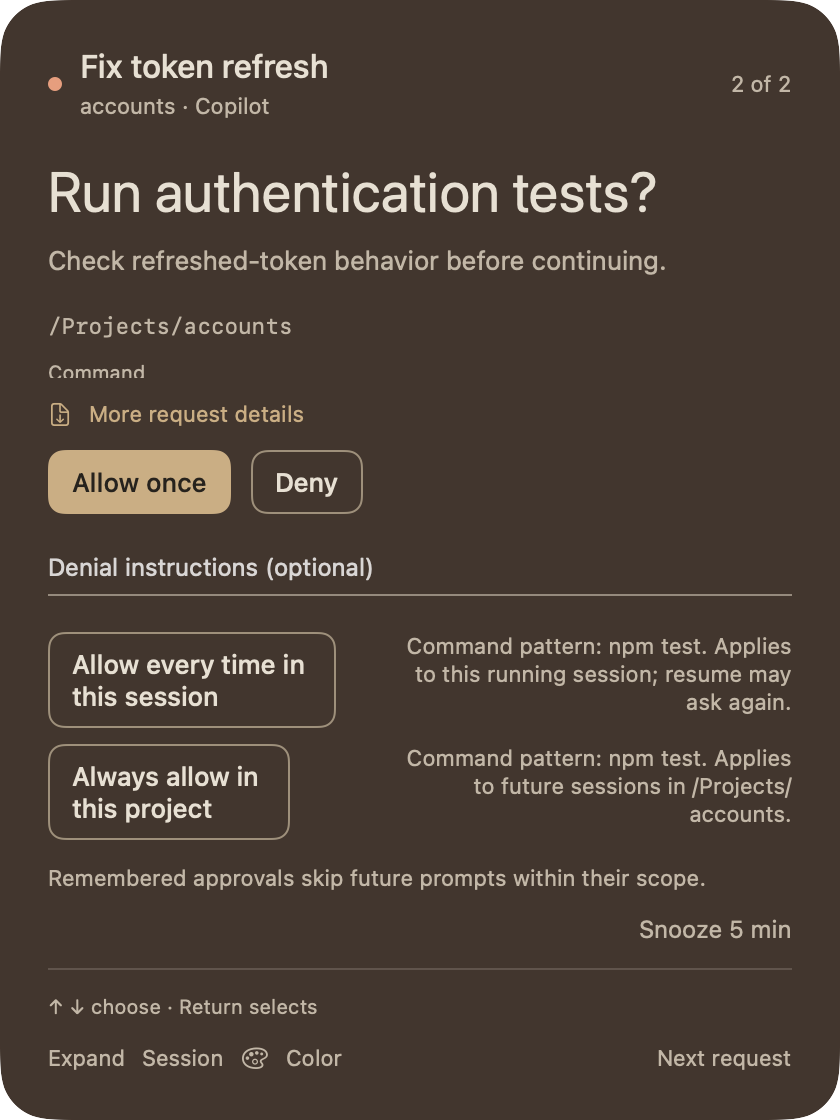 Fix token refresh
accounts · Copilot
2 of 2
Run authentication tests?
Check refreshed-token behavior before continuing.
/Projects/accounts
Command
More request details
Allow once
Deny
Denial instructions (optional)
Allow every time in
this session
Command pattern: npm test. Applies
to this running session; resume may
ask again.
Always allow in
this project
Command pattern: npm test. Applies
to future sessions in /Projects/
accounts.
Remembered approvals skip future prompts within their scope.
Snooze 5 min
↑ ↓ choose · Return selects
Expand
Session
Color
Next request